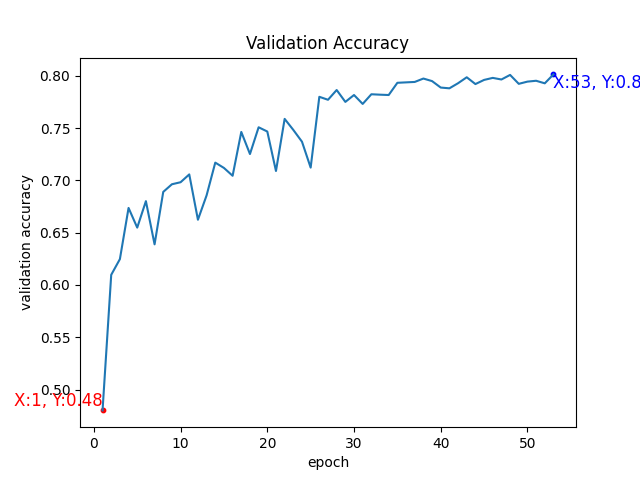 Validation Accuracy
0.80
X:53, Y:0.8
0.75
0.70
0.65
validation accuracy
0.60
0.55
0.50
X:1, Y:0.48
0 10 20 30 40 50
epoch